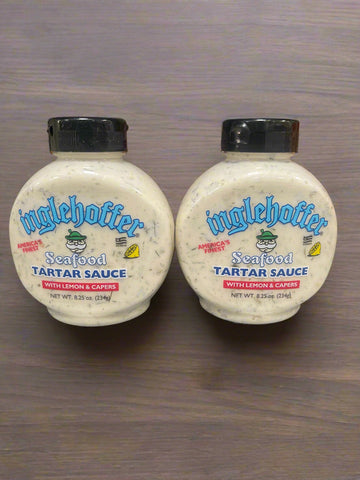 inglehoffer
AMERICA'S
FINEST
Seafood
TARTAR SAUCE
WITH LEMON & CAPERS
NET WT. 8.25 oz. (234g)
inglehoffer
AMERICA'S
FINEST
Seafood
TARTAR SAUCE
WITH LEMON & CAPERS
NET WT. 8.25 oz. (234g)